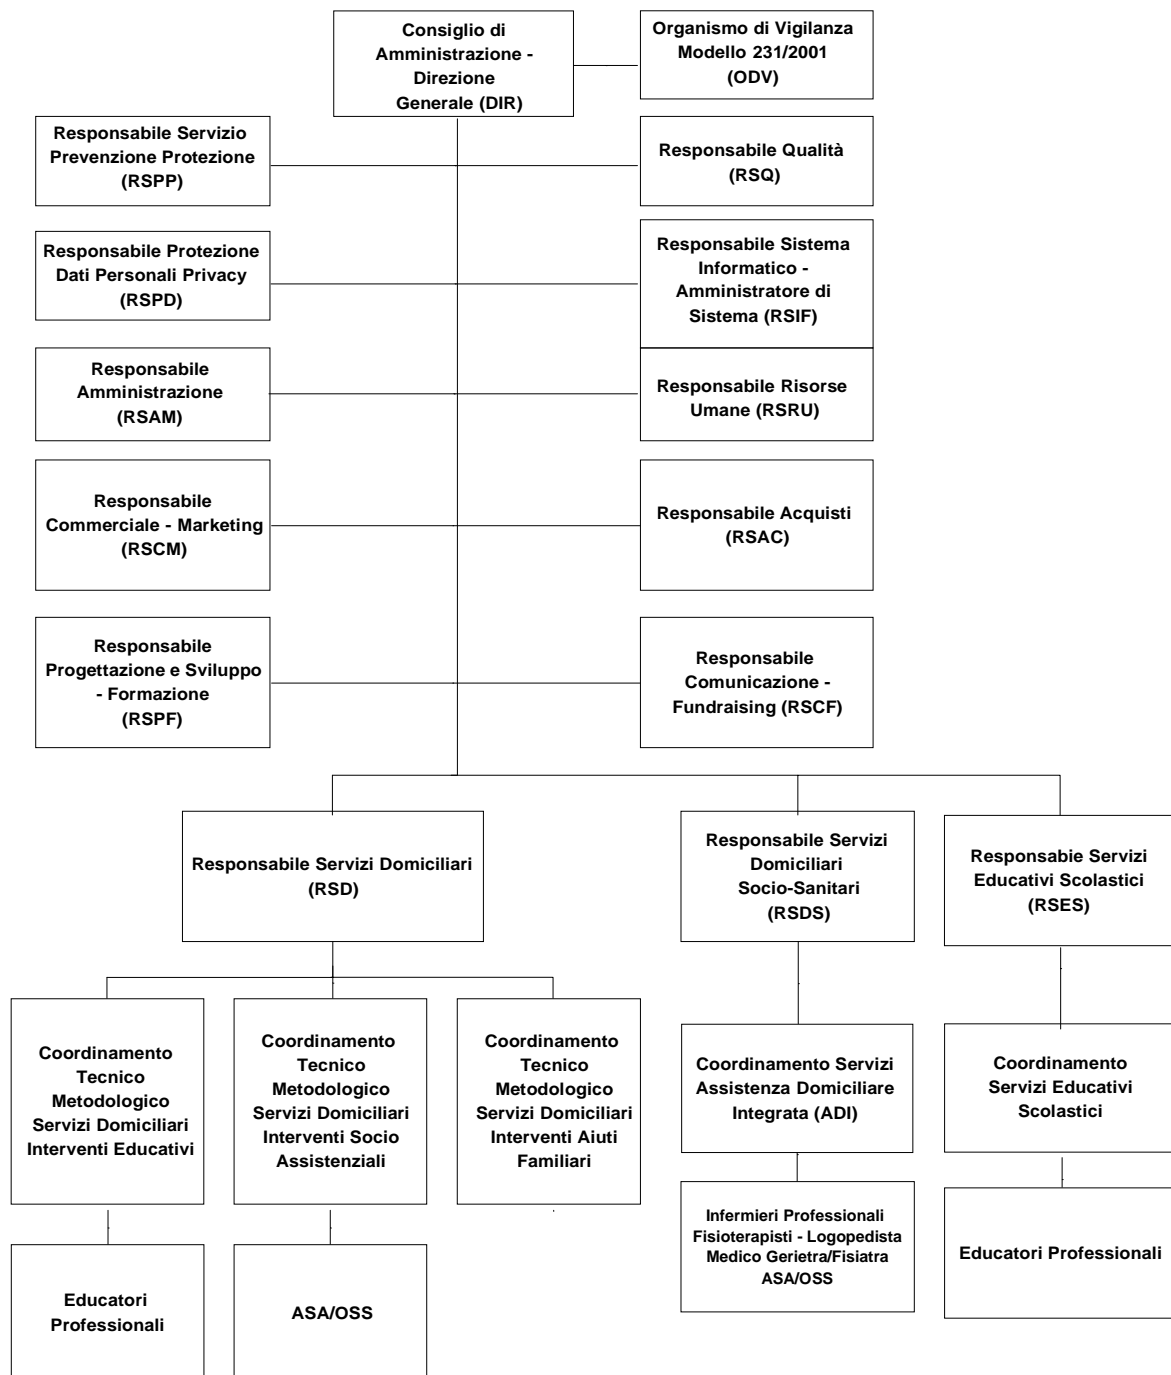 Consiglio di
Amministrazione -
Direzione
Generale (DIR)
Organismo di Vigilanza
Modello 231/2001
(ODV)
Responsabile Servizio
Prevenzione Protezione
(RSPP)
Responsabile Qualità
(RSQ)
Responsabile Protezione
Dati Personali Privacy
(RSPD)
Responsabile Sistema
Informatico -
Amministratore di
Sistema (RSIF)
Responsabile
Amministrazione
(RSAM)
Responsabile Risorse
Umane (RSRU)
Responsabile
Commerciale - Marketing
(RSCM)
Responsabile Acquisti
(RSAC)
Responsabile
Progettazione e Sviluppo
- Formazione
(RSPF)
Responsabile
Comunicazione -
Fundraising (RSCF)
Responsabile Servizi Domiciliari
(RSD)
Responsabile Servizi
Domiciliari
Socio-Sanitari
(RSDS)
Responsabie Servizi
Educativi Scolastici
(RSES)
Coordinamento
Tecnico
Metodologico
Servizi Domiciliari
Interventi Educativi
Coordinamento
Tecnico
Metodologico
Servizi Domiciliari
Interventi Socio
Assistenziali
Coordinamento
Tecnico
Metodologico
Servizi Domiciliari
Interventi Aiuti
Familiari
Coordinamento Servizi
Assistenza Domiciliare
Integrata (ADI)
Coordinamento
Servizi Educativi
Scolastici
Educatori
Professionali
ASA/OSS
Infermieri Professionali
Fisioterapisti - Logopedista
Medico Gerietra/Fisiatra
ASA/OSS
Educatori Professionali